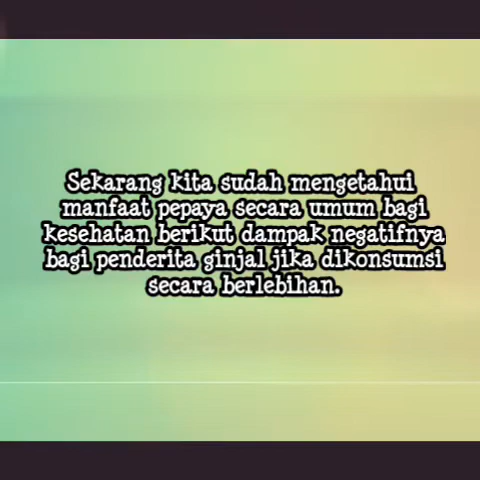 Sekarang kita sudah mengetahui
manfaat pepaya secara umum bagi
kesehatan berikut dampak negatifnya
bagi penderita ginjal jika dikonsumsi
secara berlebihan.